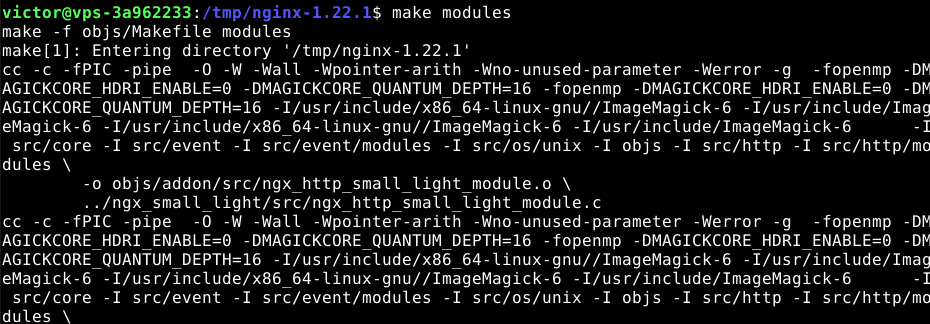 victor@vps-3a962233:/tmp/nginx-1.22.1$ make modules
make -f objs/Makefile modules
make[1]: Entering directory '/tmp/nginx-1.22.1'
cc -c -fPIC -pipe  -O -W -Wall -Wpointer-arith -Wno-unused-parameter -Werror -g  -fopenmp -DM
AGICKCORE_HDRI_ENABLE=0 -DMAGICKCORE_QUANTUM_DEPTH=16 -fopenmp -DMAGICKCORE_HDRI_ENABLE=0 -DM
AGICKCORE_QUANTUM_DEPTH=16 -I/usr/include/x86_64-linux-gnu//ImageMagick-6 -I/usr/include/Imag
eMagick-6 -I/usr/include/x86_64-linux-gnu//ImageMagick-6 -I/usr/include/ImageMagick-6      -I
 src/core -I src/event -I src/event/modules -I src/os/unix -I objs -I src/http -I src/http/mo
dules \
        -o objs/addon/src/ngx_http_small_light_module.o \
        ../ngx_small_light/src/ngx_http_small_light_module.c
cc -c -fPIC -pipe  -O -W -Wall -Wpointer-arith -Wno-unused-parameter -Werror -g  -fopenmp -DM
AGICKCORE_HDRI_ENABLE=0 -DMAGICKCORE_QUANTUM_DEPTH=16 -fopenmp -DMAGICKCORE_HDRI_ENABLE=0 -DM
AGICKCORE_QUANTUM_DEPTH=16 -I/usr/include/x86_64-linux-gnu//ImageMagick-6 -I/usr/include/Imag
eMagick-6 -I/usr/include/x86_64-linux-gnu//ImageMagick-6 -I/usr/include/ImageMagick-6      -I
 src/core -I src/event -I src/event/modules -I src/os/unix -I objs -I src/http -I src/http/mo
dules \